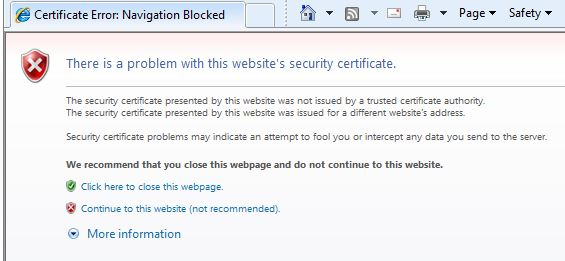 Certificate Error: Navigation Blocked
Page
Safety
There is a problem with this website's security certificate.
The security certificate presented by this website was not issued by a trusted certificate authority.
The security certificate presented by this website was issued for a different website's address.
Security certificate problems may indicate an attempt to fool you or intercept any data you send to the server.
We recommend that you close this webpage and do not continue to this website.
Click here to close this webpage.
Continue to this website (not recommended).
More information